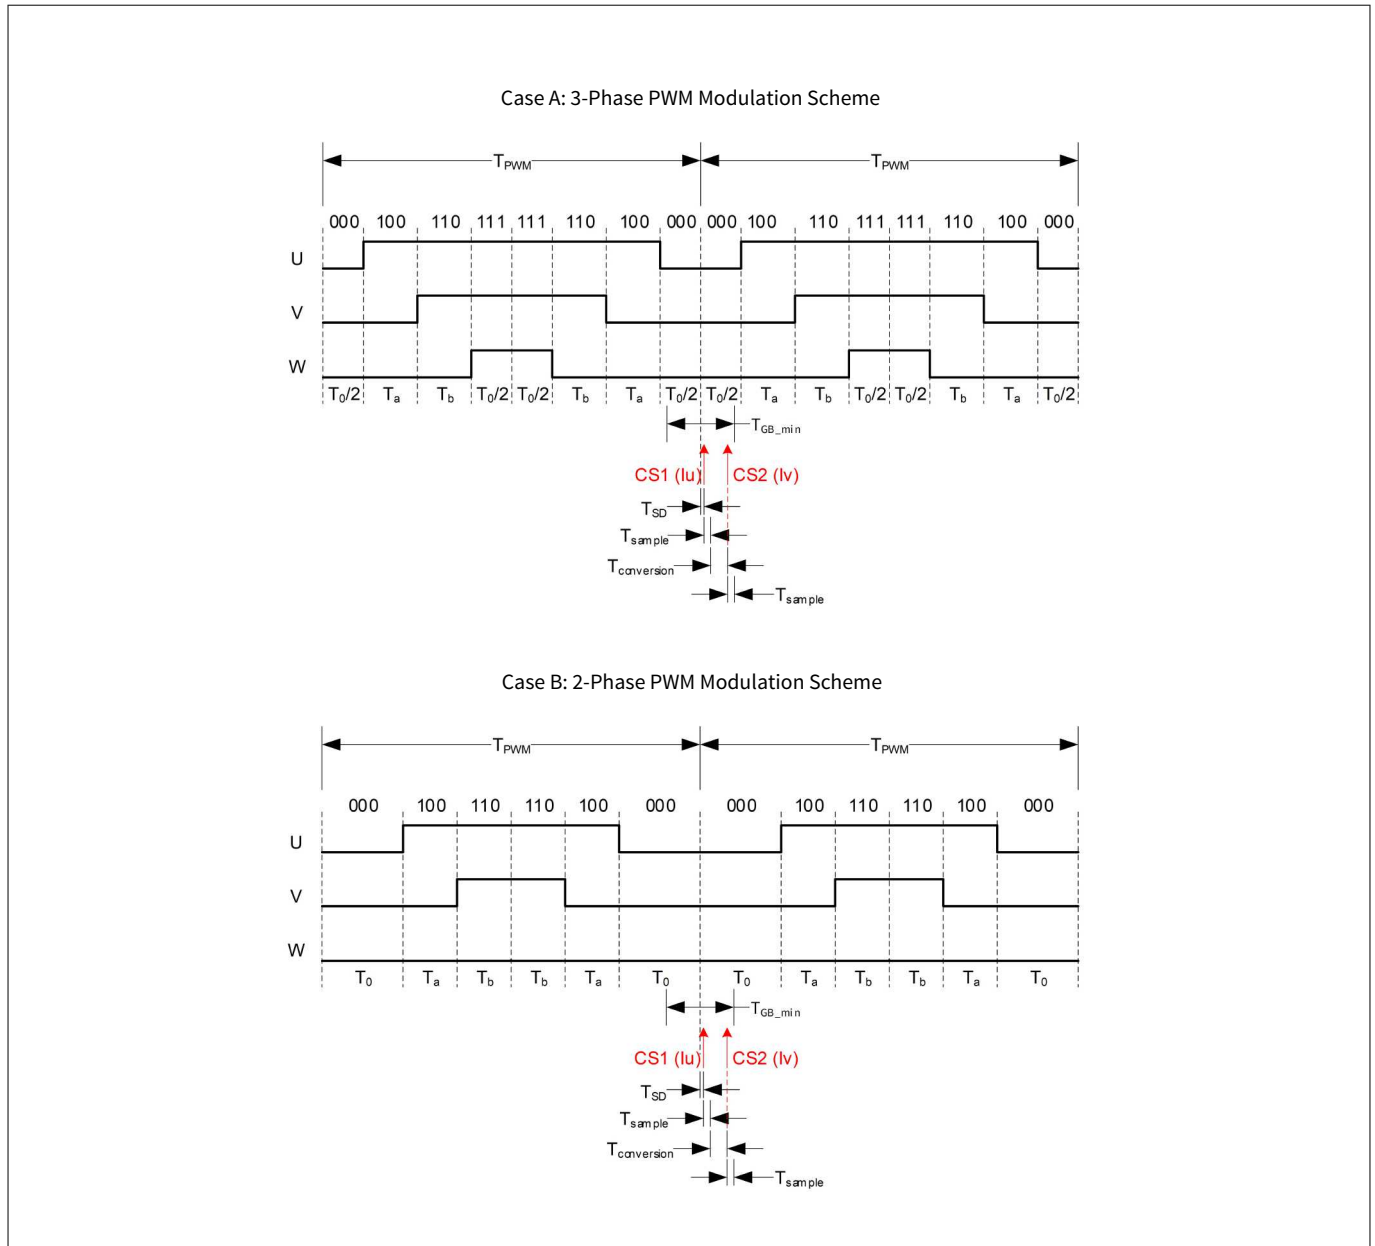 Case A: 3-Phase PWM Modulation Scheme
TPWM TPWM
000 100 110 111 111 110 100 000 000 100 110 111 111 110 100 000
U
V
W
T0/2 Ta Tb T0/2 T0/2 Tb Ta T0/2 T0/2 Ta Tb T0/2 T0/2 Tb Ta T0/2
TGB_min
CS1 (Iu) CS2 (Iv)
TSD
Tsample
Tconversion
Tsample
Case B: 2-Phase PWM Modulation Scheme
TPWM TPWM
000 100 110 110 100 000 000 100 110 110 100 000
U
V
W
T0 Ta Tb Tb Ta T0 T0 Ta Tb Tb Ta T0
TGB_min
CS1 (Iu) CS2 (Iv)
TSD
Tsample
Tconversion
Tsample